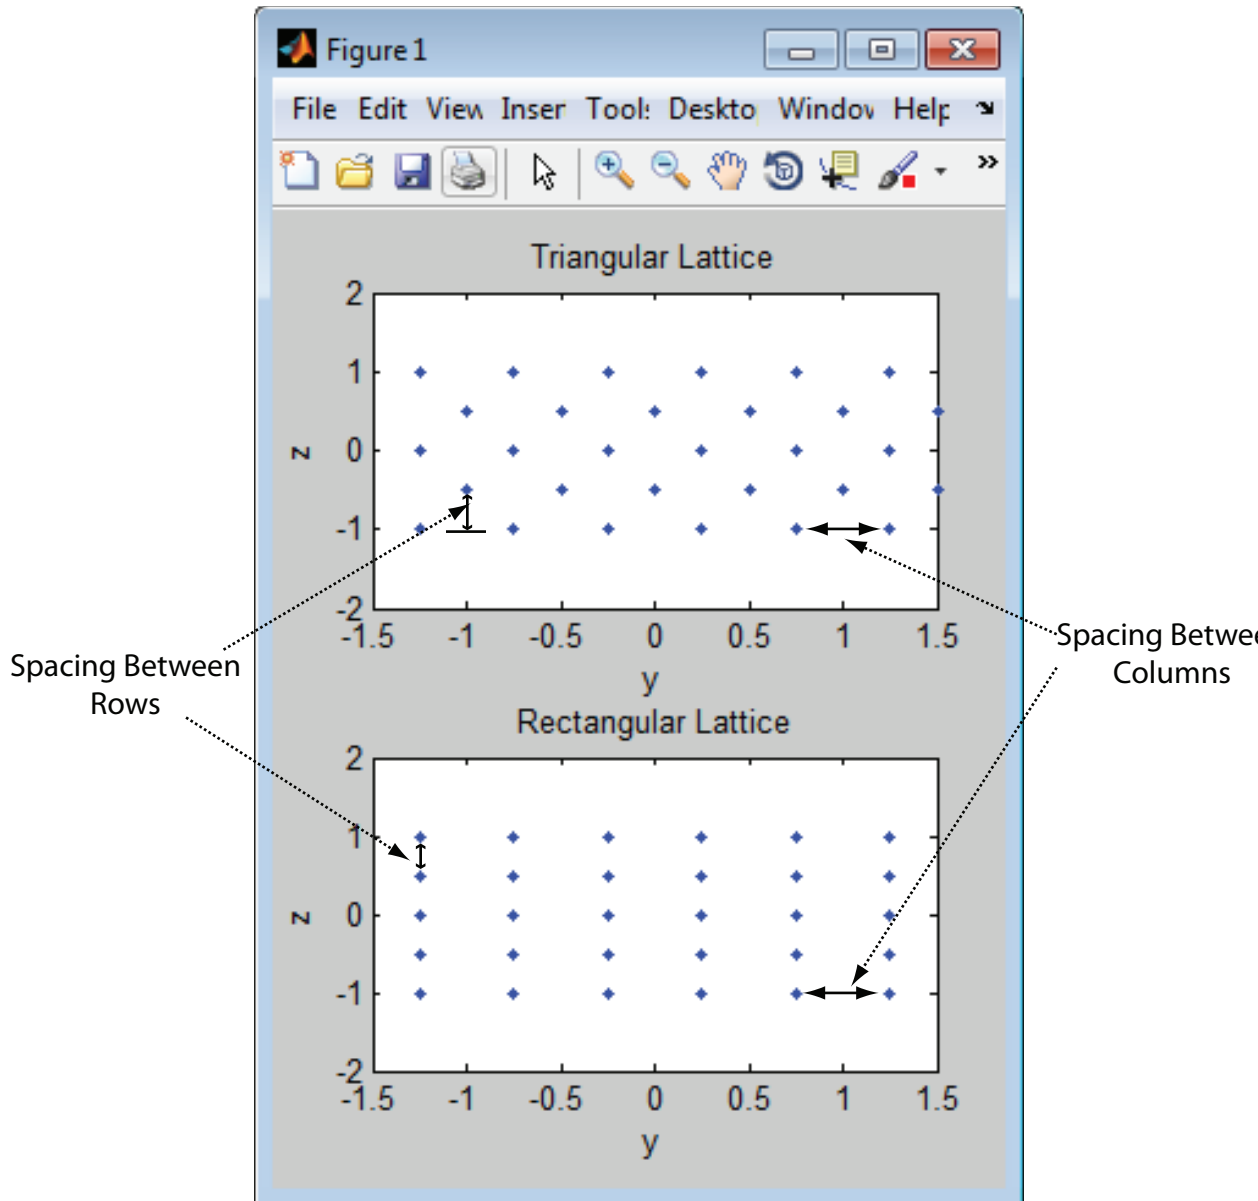 Figure 1
File Edit View Inser Tool: Deskto Windov Help
Triangular Lattice
2
1
0
-1
-2
z
-1.5 -1 -0.5 0 0.5 1 1.5
y
Spacing Between
Rows
Spacing Betwee
Columns
Rectangular Lattice
2
1
0
-1
-2
z
-1.5 -1 -0.5 0 0.5 1 1.5
y